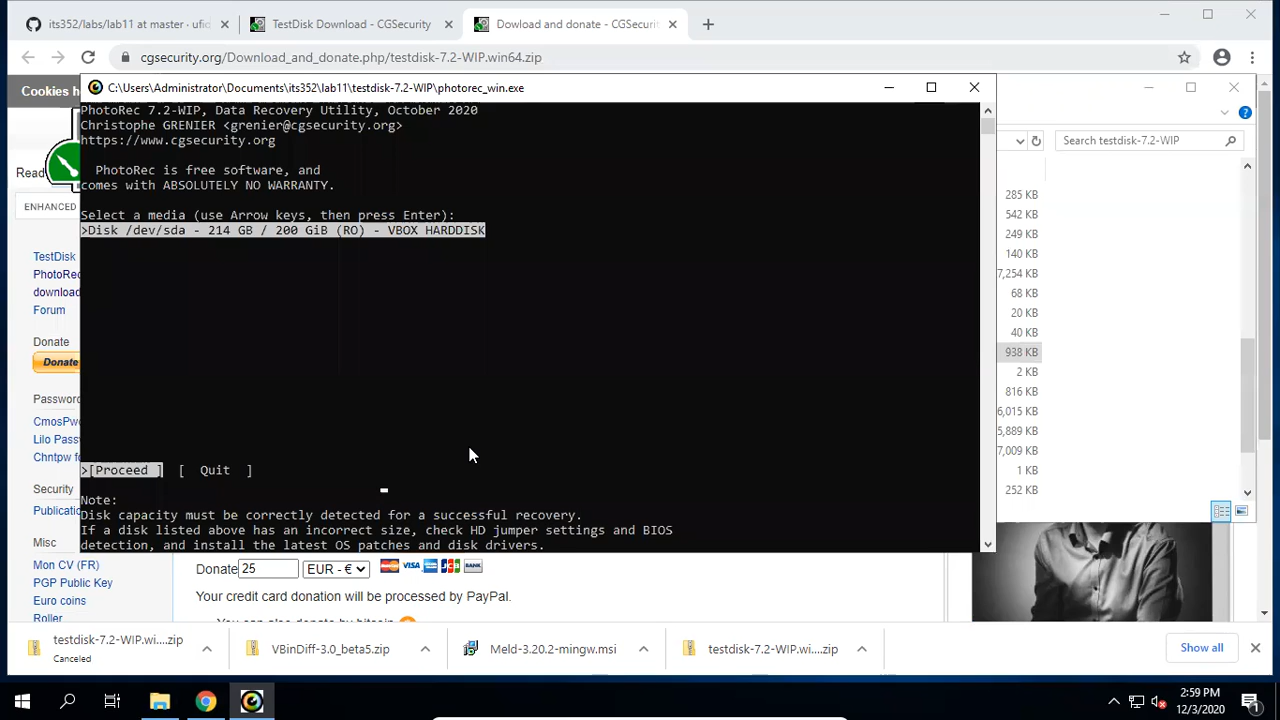 its352/labs/lab11 at master · ufic
TestDisk Download - CGSecurity
Dowload and donate - CGSecuri
cgsecurity.org/Download_and_donate.php/testdisk-7.2-WIP.win64.zip
Cookies h
C:\Users\Administrator\Documents\its352\lab11\testdisk-7.2-WIP\photorec_win.exe
PhotoRec 7.2-WIP, Data Recovery Utility, October 2020
Christophe GRENIER <grenier@cgsecurity.org>
https://www.cgsecurity.org
PhotoRec is free software, and
comes with ABSOLUTELY NO WARRANTY.
Select a media (use Arrow keys, then press Enter):
>Disk /dev/sda - 214 GB / 200 GiB (RO) - VBOX HARDDISK
>[Proceed ] [ Quit ]
Note:
Disk capacity must be correctly detected for a successful recovery.
If a disk listed above has an incorrect size, check HD jumper settings and BIOS
detection, and install the latest OS patches and disk drivers.
Read
ENHANCED
TestDisk
PhotoRec
download
Forum
Donate
Donate
Password
CmosPw
Lilo Pass
Chntpw fo
Security
Publicatio
Misc
Mon CV (FR)
PGP Public Key
Euro coins
Roller
Search testdisk-7.2-WIP
285 KB
542 KB
249 KB
140 KB
7,254 KB
68 KB
20 KB
40 KB
938 KB
2 KB
816 KB
6,015 KB
5,889 KB
7,009 KB
1 KB
252 KB
Donate 25 EUR - €
VISA
JCB
BANK
Your credit card donation will be processed by PayPal.
You can also donate by bitcoin
testdisk-7.2-WIP.wi....zip
Canceled
VBinDiff-3.0_beta5.zip
Meld-3.20.2-mingw.msi
testdisk-7.2-WIP.wi....zip
Show all
2:59 PM
12/3/2020
1